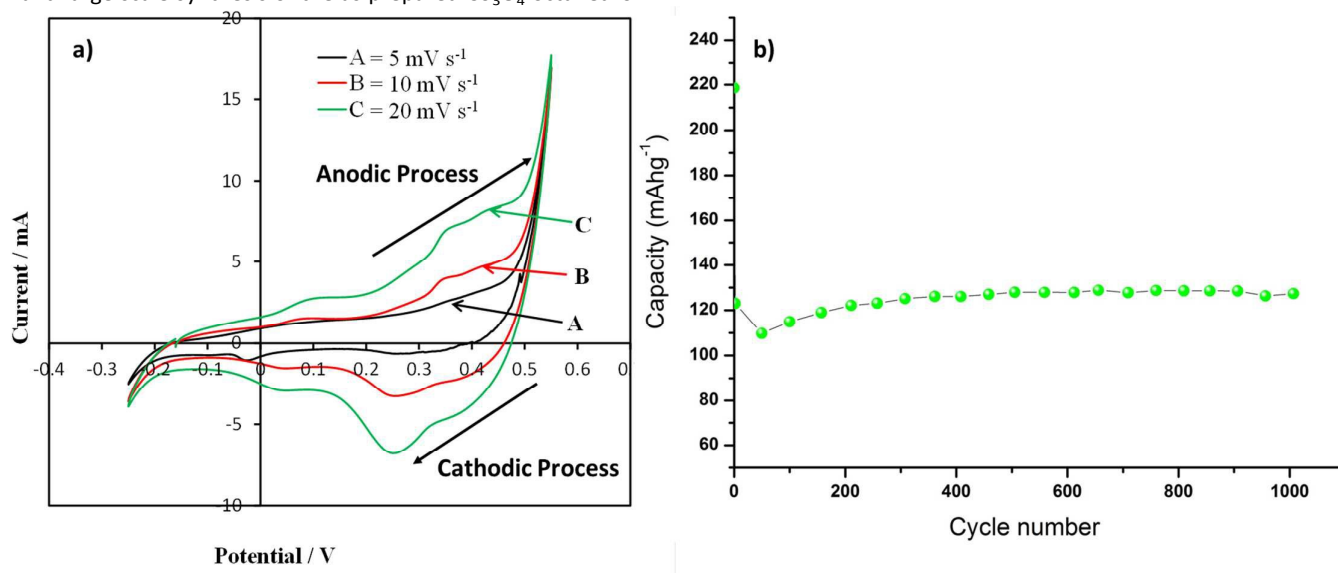 a)
A = 5 mV s⁻¹
B = 10 mV s⁻¹
C = 20 mV s⁻¹
Anodic Process
C
B
A
Cathodic Process
20
15
10
5
0
-5
-10
-0.4 -0.3 -0.2 -0.1 0 0.1 0.2 0.3 0.4 0.5 0.6
Current / mA
Potential / V
b)
240
220
200
180
160
140
120
100
80
60
0 200 400 600 800 1000
Capacity (mAhg⁻¹)
Cycle number